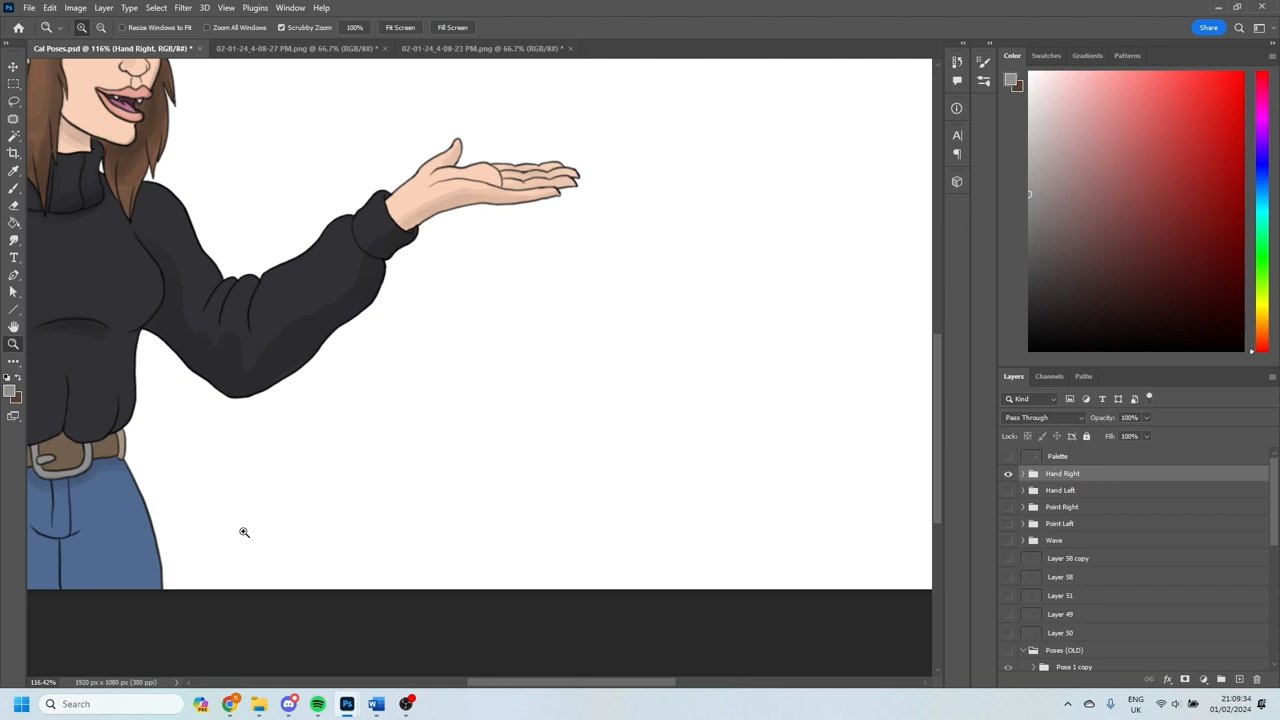 File Edit Image Layer Type Select Filter 3D View Plugins Window Help
Resize Windows to Fit Zoom All Windows Scrubby Zoom 100% Fit Screen Fill Screen Share
Cal Poses.psd @ 116% (Hand Right, RGB/8#) * × 02-01-24_4-08-27 PM.png @ 66.7% (RGB/8#) * × 02-01-24_4-08-23 PM.png @ 66.7% (RGB/8#) * ×
Color Swatches Gradients Patterns
Layers Channels Paths
Kind
Pass Through Opacity: 100%
Lock: Fill: 100%
Palette
Hand Right
Hand Left
Point Right
Point Left
Wave
Layer 58 copy
Layer 58
Layer 51
Layer 49
Layer 50
Poses (OLD)
Pose 1 copy
116.42% 1920 px x 1080 px (300 ppi)
Search
ENG
UK
21:09:34
01/02/2024